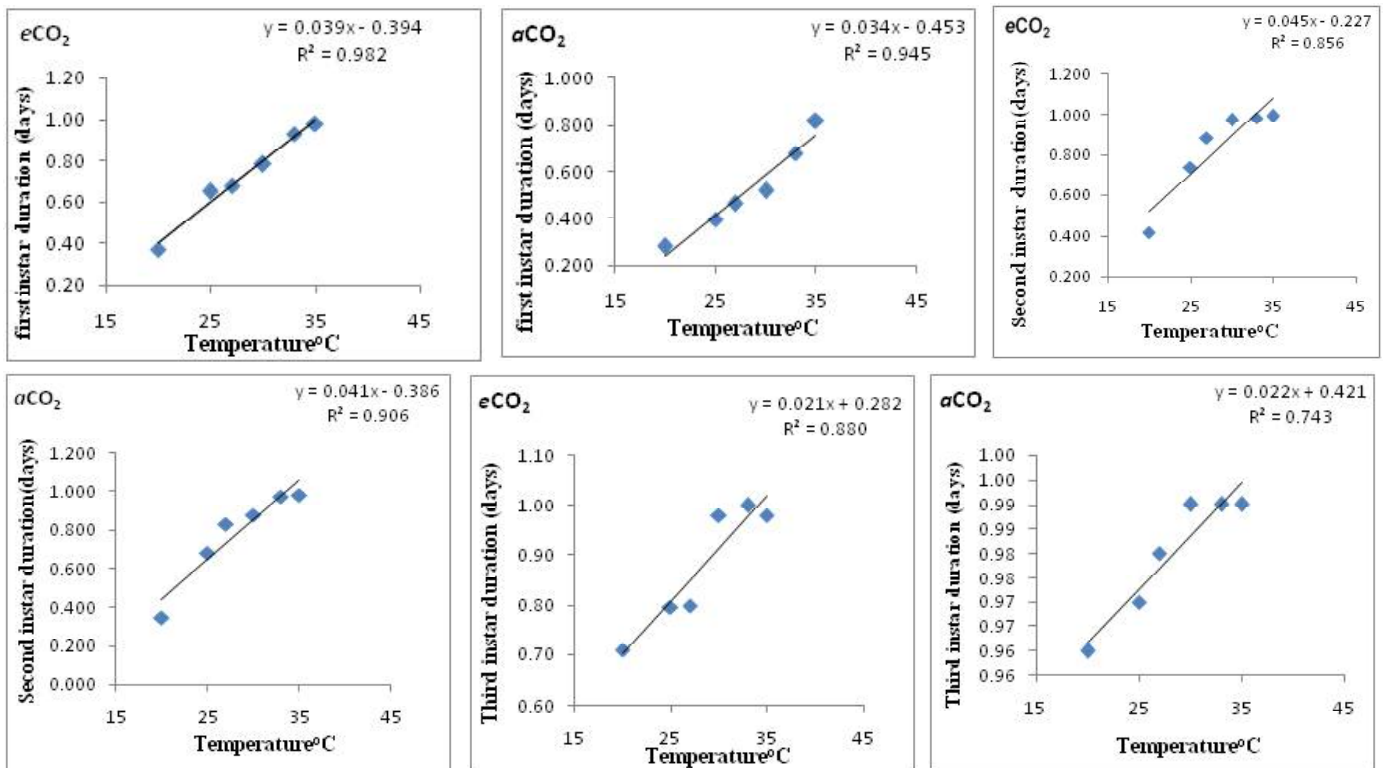 eCO₂
y = 0.039x - 0.394
R² = 0.982
first instar duration (days)
1.20
1.00
0.80
0.60
0.40
0.20
15 25 35 45
Temperature°C
aCO₂
y = 0.034x - 0.453
R² = 0.945
first instar duration (days)
1.000
0.800
0.600
0.400
0.200
15 25 35 45
Temperature°C
eCO₂
y = 0.045x - 0.227
R² = 0.856
Second instar duration(days)
1.200
1.000
0.800
0.600
0.400
0.200
15 25 35 45
Temperature°C
aCO₂
y = 0.041x - 0.386
R² = 0.906
Second instar duration(days)
1.200
1.000
0.800
0.600
0.400
0.200
0.000
15 25 35 45
Temperature°C
eCO₂
y = 0.021x + 0.282
R² = 0.880
Third instar duration (days)
1.10
1.00
0.90
0.80
0.70
0.60
15 25 35 45
Temperature°C
aCO₂
y = 0.022x + 0.421
R² = 0.743
Third instar duration (days)
1.00
1.00
0.99
0.99
0.98
0.98
0.97
0.97
0.96
0.96
15 25 35 45
Temperature°C